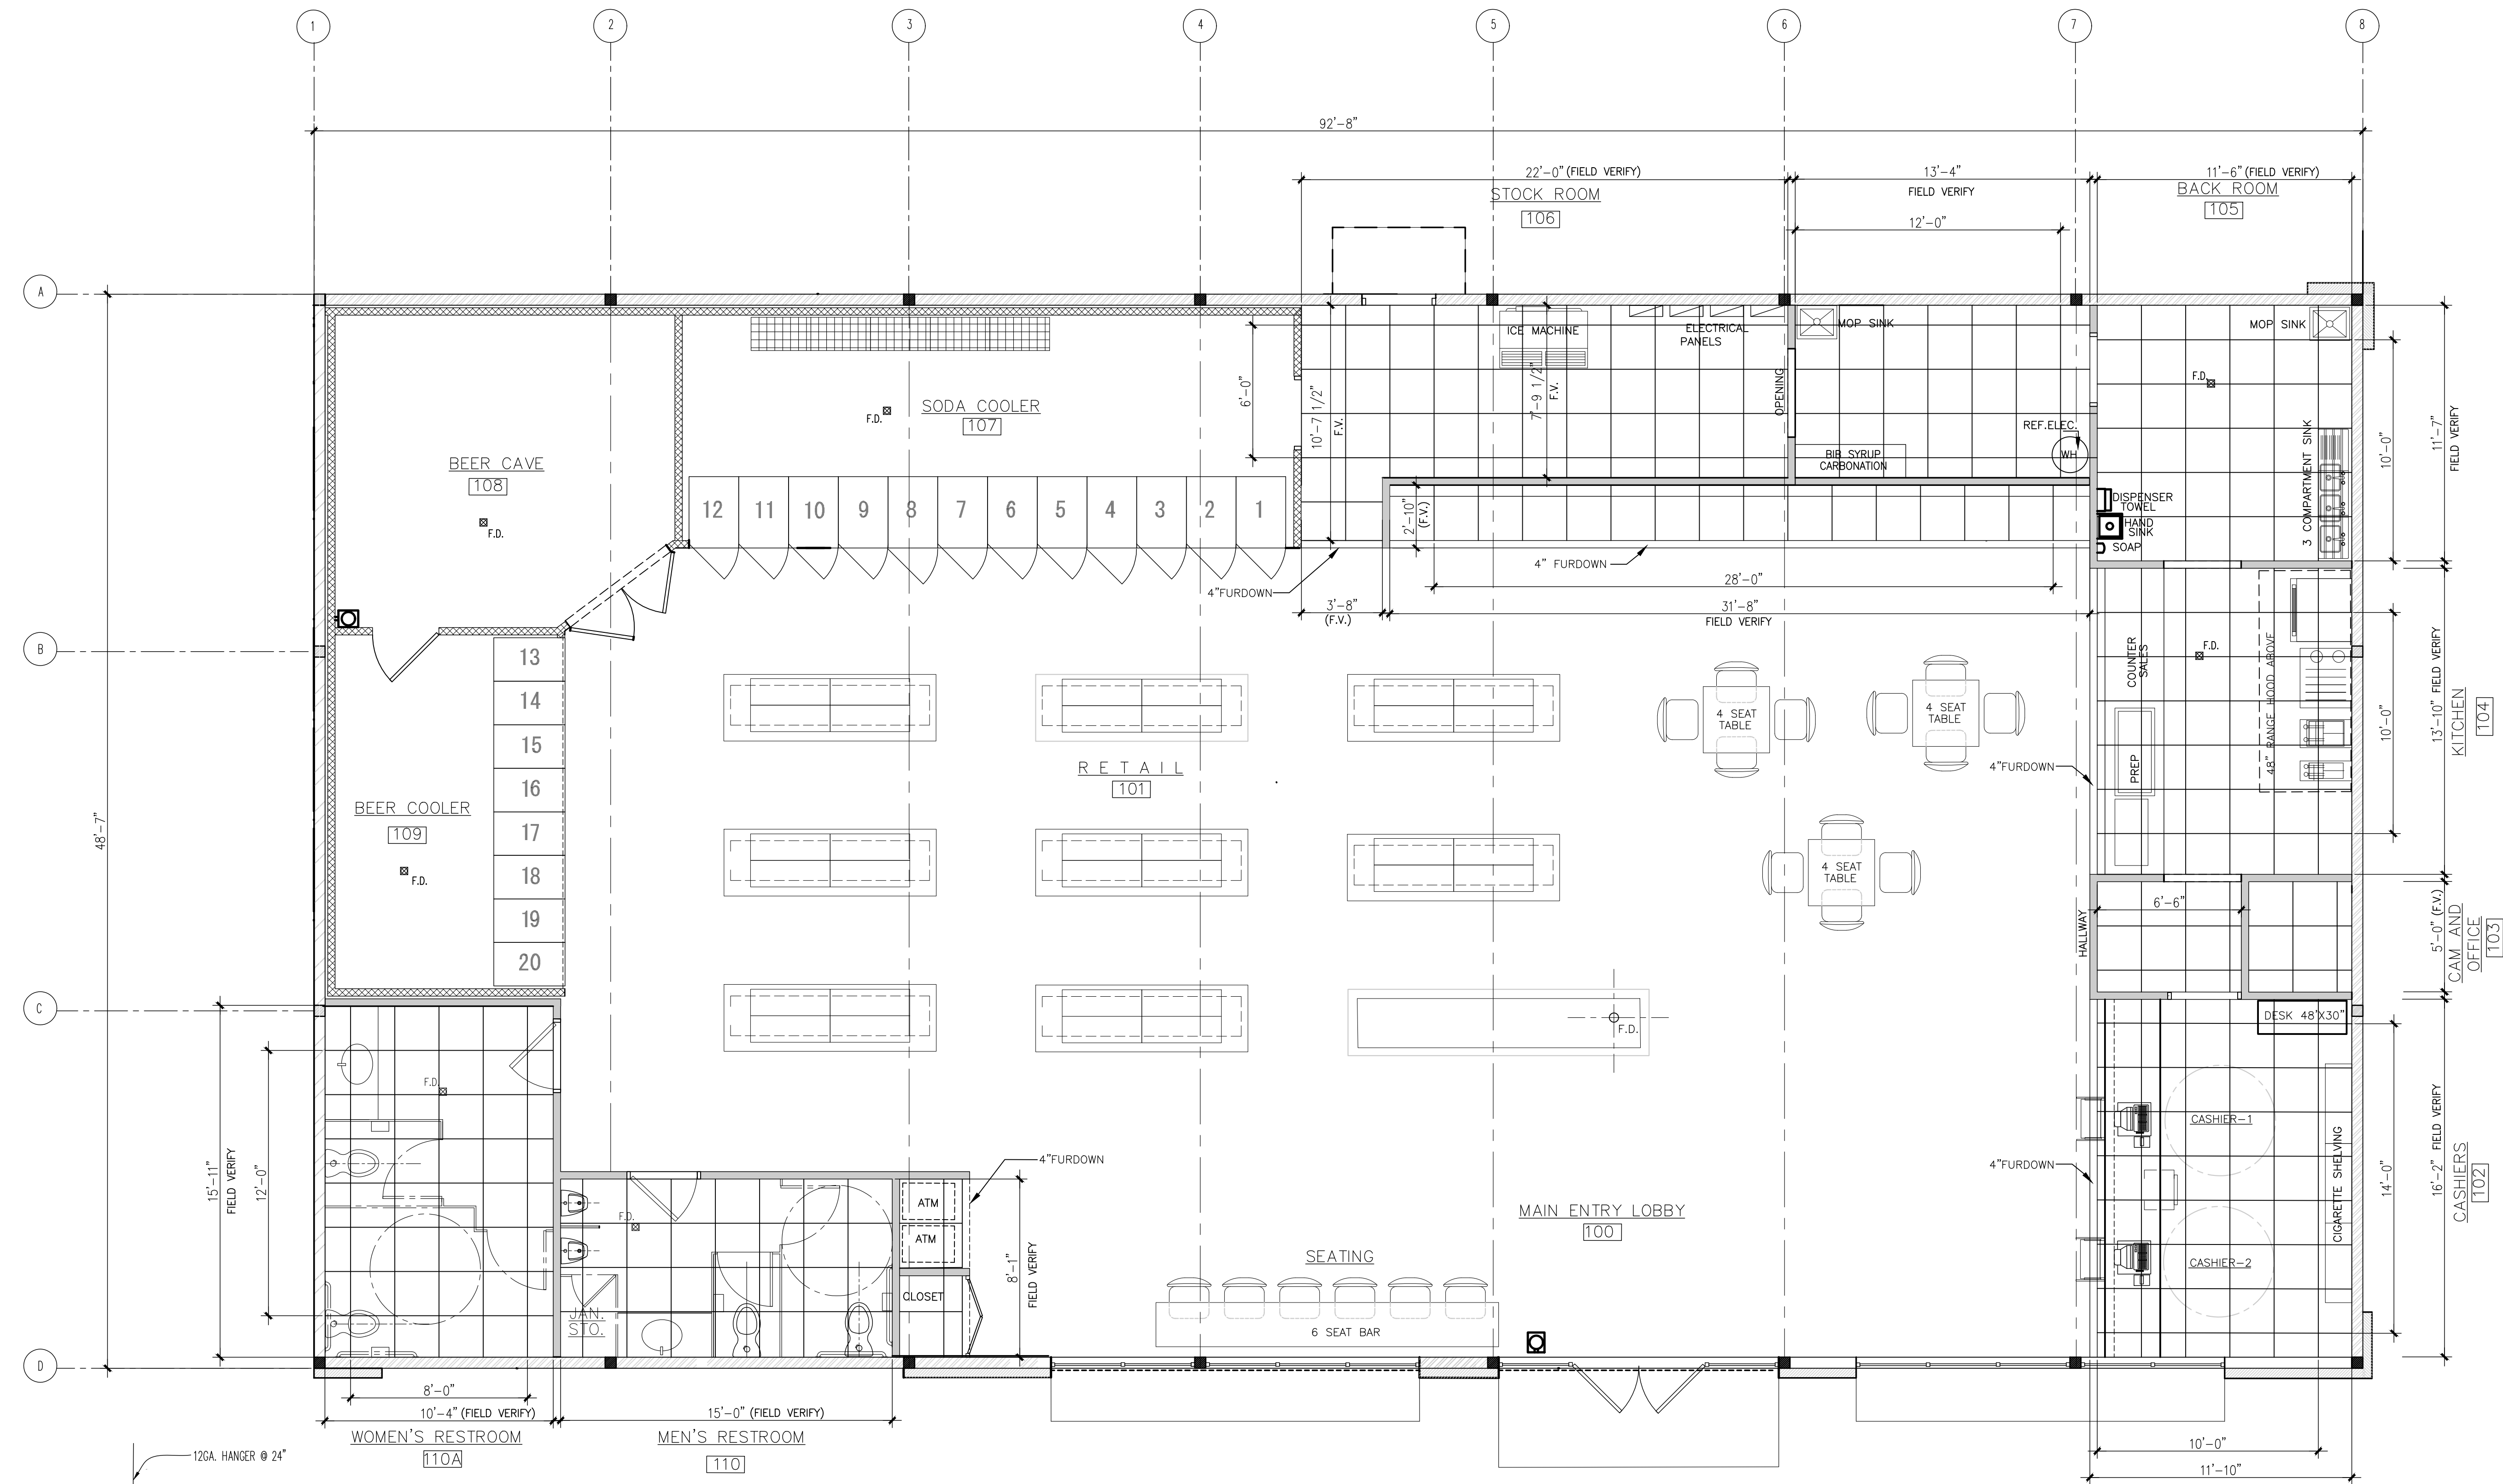 1
2
3
4
5
6
7
8
92'-8"
22'-0" (FIELD VERIFY)
13'-4"
FIELD VERIFY
11'-6" (FIELD VERIFY)
STOCK ROOM
106
BACK ROOM
105
12'-0"
A
ICE MACHINE
ELECTRICAL
PANELS
MOP SINK
MOP SINK
6'-0"
10'-7 1/2"
F.V.
7'-9 1/2"
F.V.
OPENING
F.D.
SODA COOLER
107
F.D.
REF.ELEC.
WH
BIB SYRUP
CARBONATION
3 COMPARTMENT SINK
10'-0"
11'-7"
FIELD VERIFY
BEER CAVE
108
F.D.
12
11
10
9
8
7
6
5
4
3
2
1
2'-10"
(F.V.)
DISPENSER
TOWEL
HAND
SINK
SOAP
4"FURDOWN
4" FURDOWN
28'-0"
3'-8"
(F.V.)
31'-8"
FIELD VERIFY
B
13
14
15
16
17
18
19
20
COUNTER
SALES
F.D.
48" RANGE HOOD ABOVE
PREP
10'-0"
13'-10" FIELD VERIFY
KITCHEN
104
4 SEAT
TABLE
4 SEAT
TABLE
4 SEAT
TABLE
RETAIL
101
4"FURDOWN
48'-7"
BEER COOLER
109
F.D.
HALLWAY
6'-6"
5'-0" (F.V.)
CAM AND
OFFICE
103
C
F.D.
DESK 48'X30"
15'-11"
FIELD VERIFY
12'-0"
F.D.
CASHIER-1
CIGARETTE SHELVING
14'-0"
16'-2" FIELD VERIFY
CASHIERS
102
4"FURDOWN
4"FURDOWN
ATM
ATM
F.D.
MAIN ENTRY LOBBY
100
SEATING
8'-1"
FIELD VERIFY
CASHIER-2
CLOSET
JAN.
STO.
6 SEAT BAR
D
8'-0"
10'-4" (FIELD VERIFY)
15'-0" (FIELD VERIFY)
WOMEN'S RESTROOM
110A
MEN'S RESTROOM
110
12GA. HANGER @ 24"
10'-0"
11'-10"